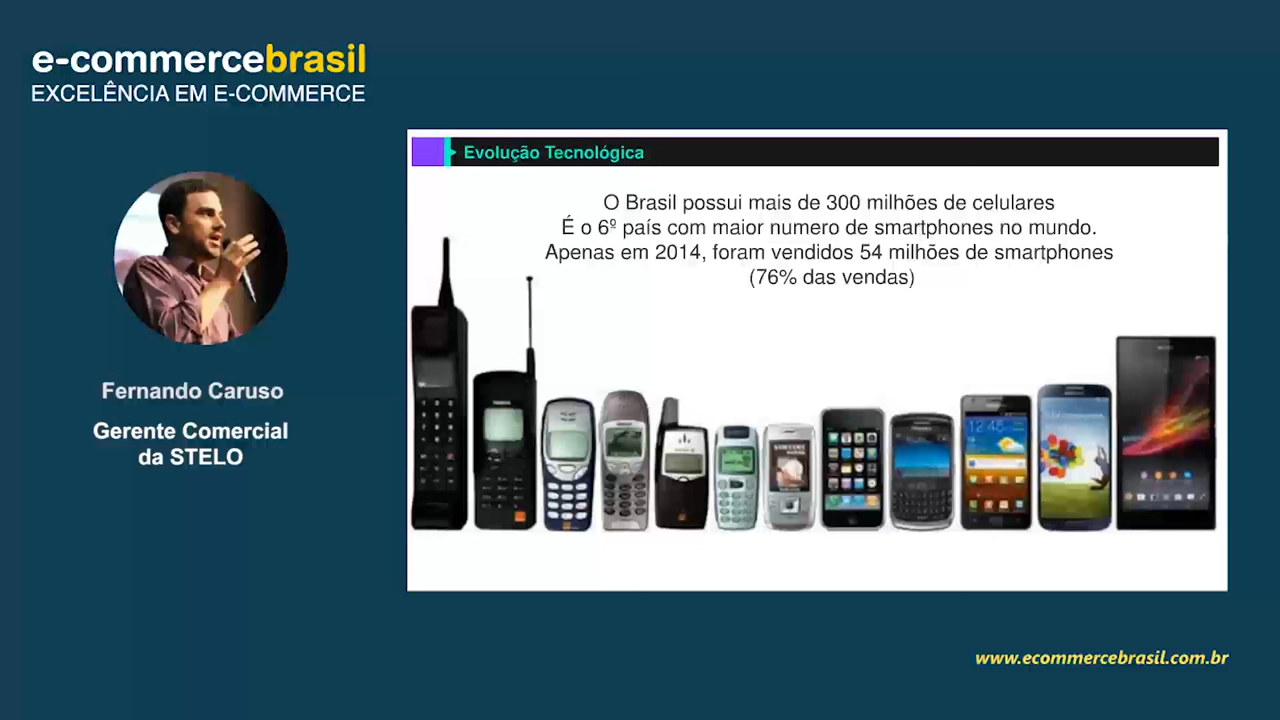 e-commercebrasil
EXCELÊNCIA EM E-COMMERCE
Evolução Tecnológica
O Brasil possui mais de 300 milhões de celulares
É o 6º país com maior numero de smartphones no mundo.
Apenas em 2014, foram vendidos 54 milhões de smartphones
(76% das vendas)
Fernando Caruso
Gerente Comercial
da STELO
www.ecommercebrasil.com.br